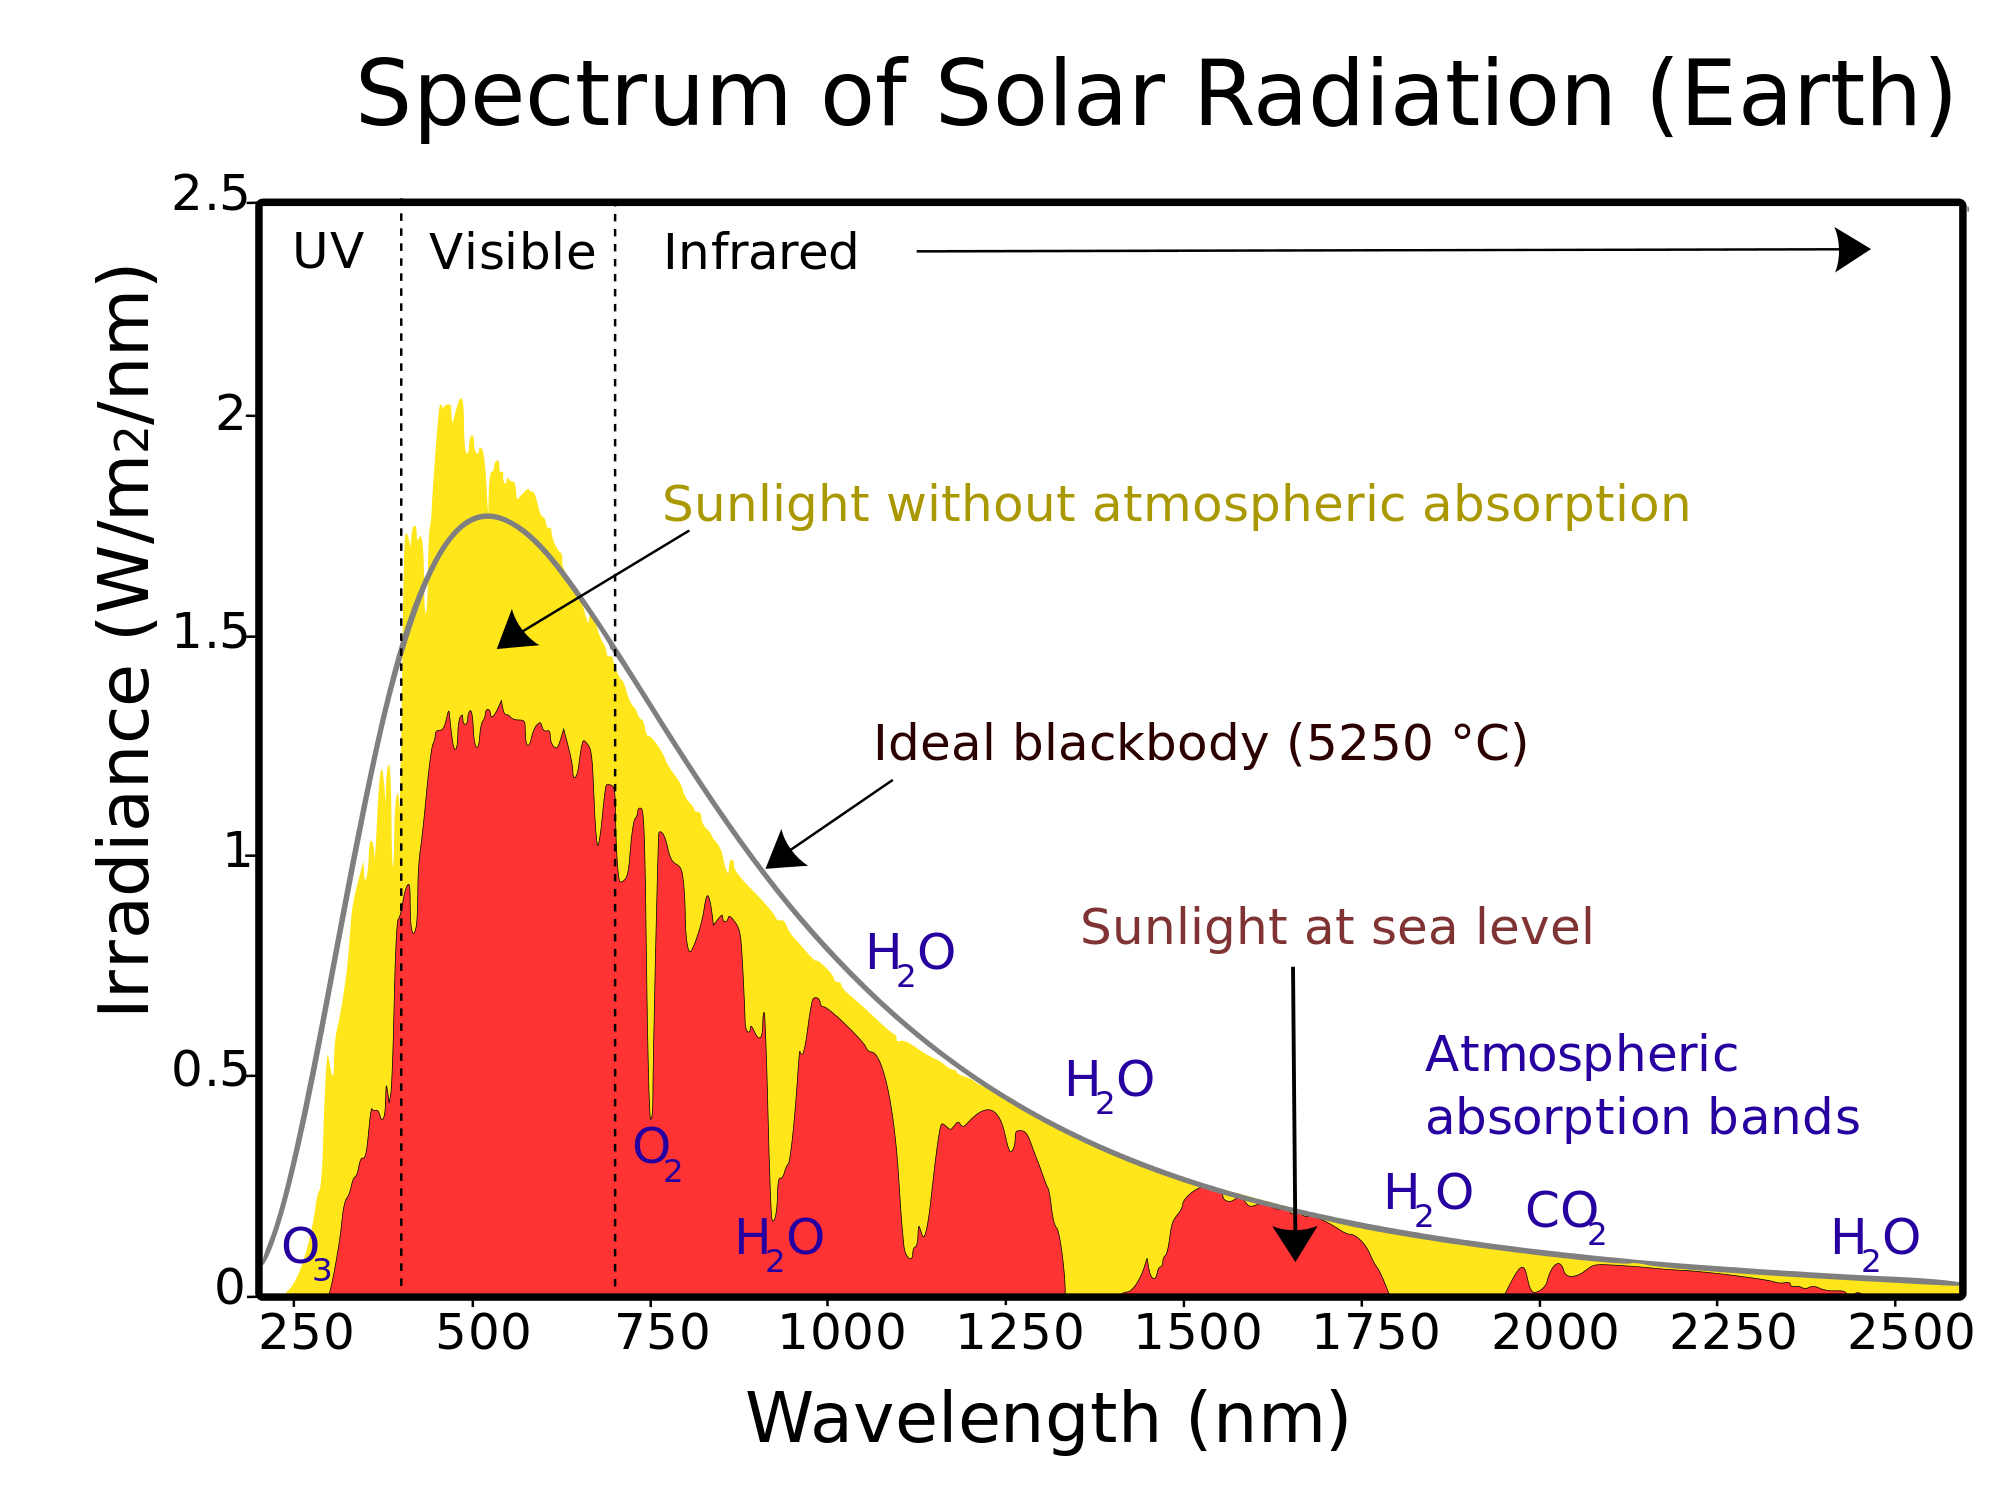 Spectrum of Solar Radiation (Earth)
Irradiance (W/m2/nm)
2.5
2
1.5
1
0.5
0
UV
Visible
Infrared
Sunlight without atmospheric absorption
Ideal blackbody (5250 °C)
H₂O
Sunlight at sea level
H₂O
Atmospheric
absorption bands
O₂
H₂O
CO₂
O₃
H₂O
H₂O
250 500 750 1000 1250 1500 1750 2000 2250 2500
Wavelength (nm)